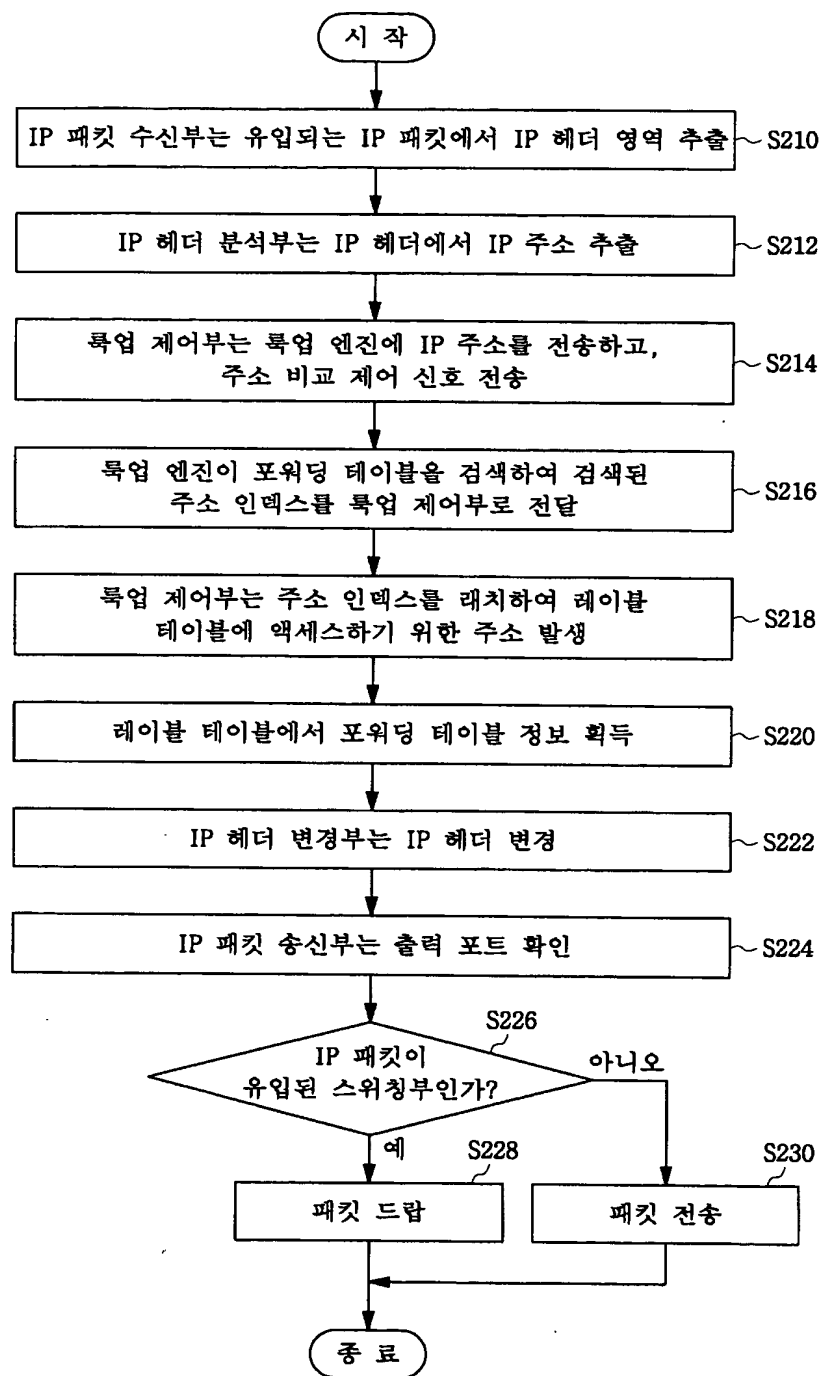 시 작
IP 패킷 수신부는 유입되는 IP 패킷에서 IP 헤더 영역 추출
S210
IP 헤더 분석부는 IP 헤더에서 IP 주소 추출
S212
룩업 제어부는 룩업 엔진에 IP 주소를 전송하고,
주소 비교 제어 신호 전송
S214
룩업 엔진이 포워딩 테이블을 검색하여 검색된
주소 인덱스를 룩업 제어부로 전달
S216
룩업 제어부는 주소 인덱스를 래치하여 레이블
테이블에 액세스하기 위한 주소 발생
S218
레이블 테이블에서 포워딩 테이블 정보 획득
S220
IP 헤더 변경부는 IP 헤더 변경
S222
IP 패킷 송신부는 출력 포트 확인
S224
S226
IP 패킷이
유입된 스위칭부인가?
아니오
예
S228
패킷 드랍
S230
패킷 전송
종 료